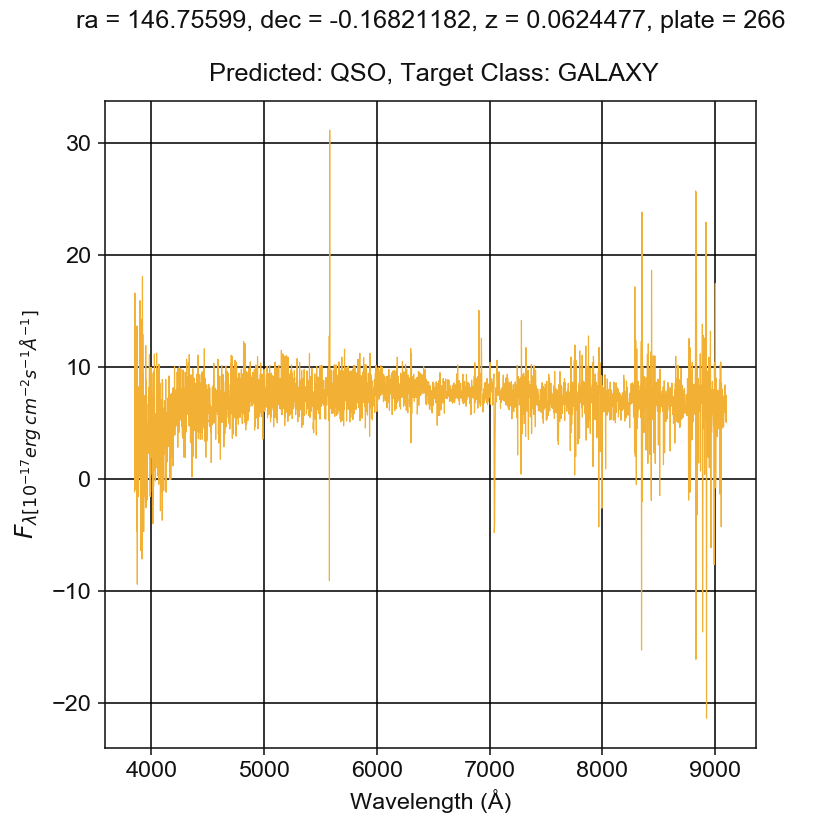 ra = 146.75599, dec = -0.16821182, z = 0.0624477, plate = 266
Predicted: QSO, Target Class: GALAXY
30
20
10
0
−10
−20
F_{λ[10^{−17} erg cm^{−2} s^{−1} Å^{−1}]}
4000 5000 6000 7000 8000 9000
Wavelength (Å)